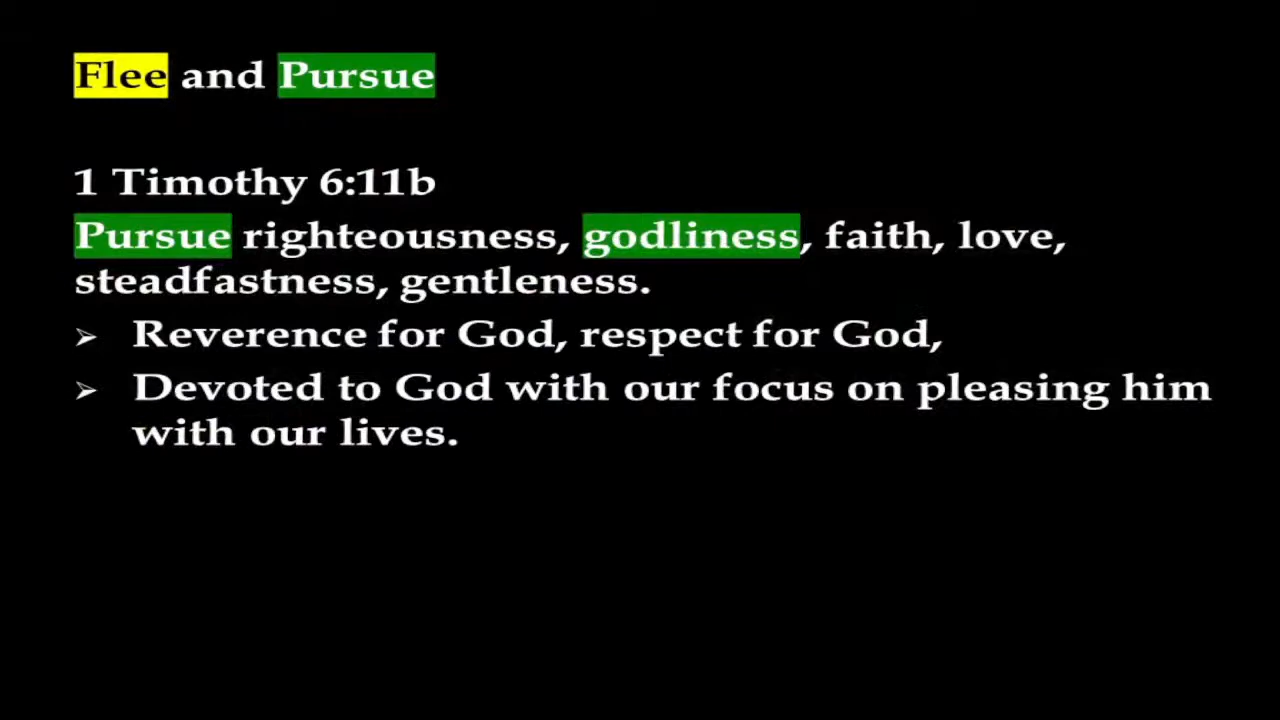 Flee and Pursue
1 Timothy 6:11b
Pursue righteousness, godliness, faith, love,
steadfastness, gentleness.
➢ Reverence for God, respect for God,
➢ Devoted to God with our focus on pleasing him
with our lives.